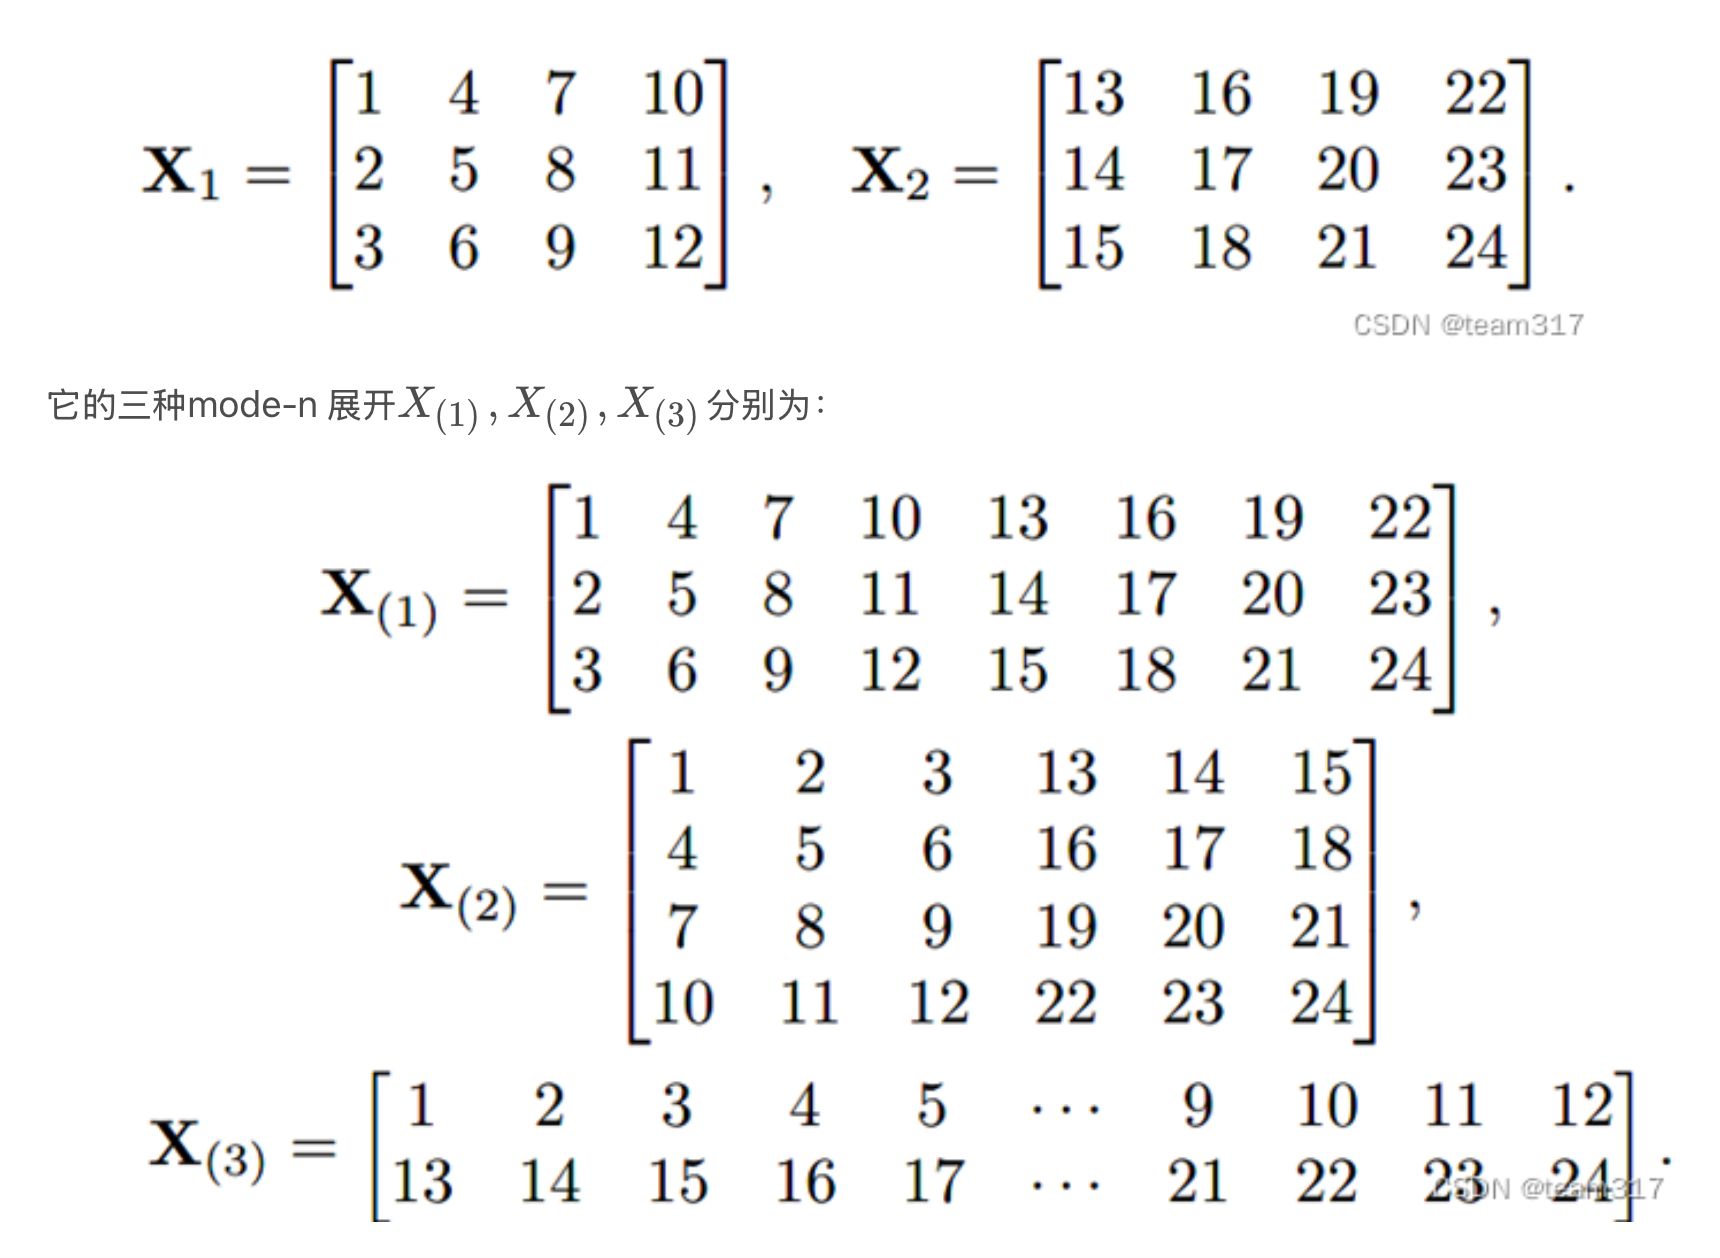 X₁ = [1 4 7 10; 2 5 8 11; 3 6 9 12], X₂ = [13 16 19 22; 14 17 20 23; 15 18 21 24].
CSDN @team317
它的三种mode-n 展开X₍₁₎, X₍₂₎, X₍₃₎ 分别为：
X₍₁₎ = [1 4 7 10 13 16 19 22; 2 5 8 11 14 17 20 23; 3 6 9 12 15 18 21 24],
X₍₂₎ = [1 2 3 13 14 15; 4 5 6 16 17 18; 7 8 9 19 20 21; 10 11 12 22 23 24],
X₍₃₎ = [1 2 3 4 5 ⋯ 9 10 11 12; 13 14 15 16 17 ⋯ 21 22 23 24].
CSDN @team317